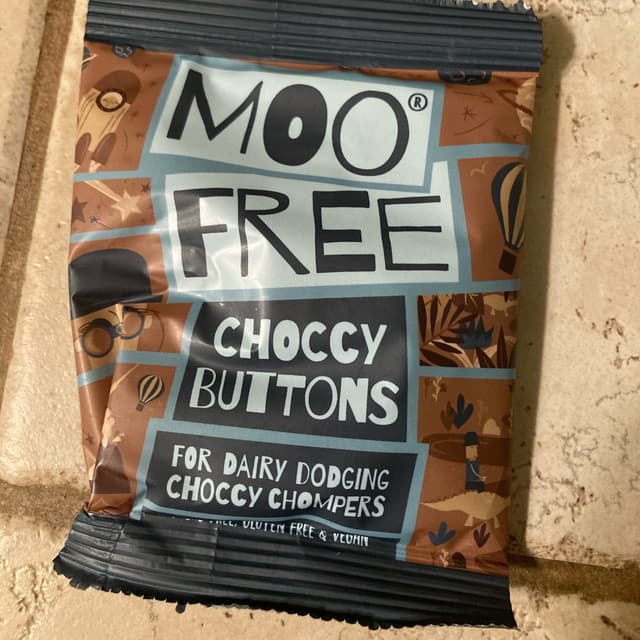 MOO®
FREE
CHOCCY
BUTTONS
FOR DAIRY DODGING
CHOCCY CHOMPERS
FREE, GLUTEN FREE & VEGAN